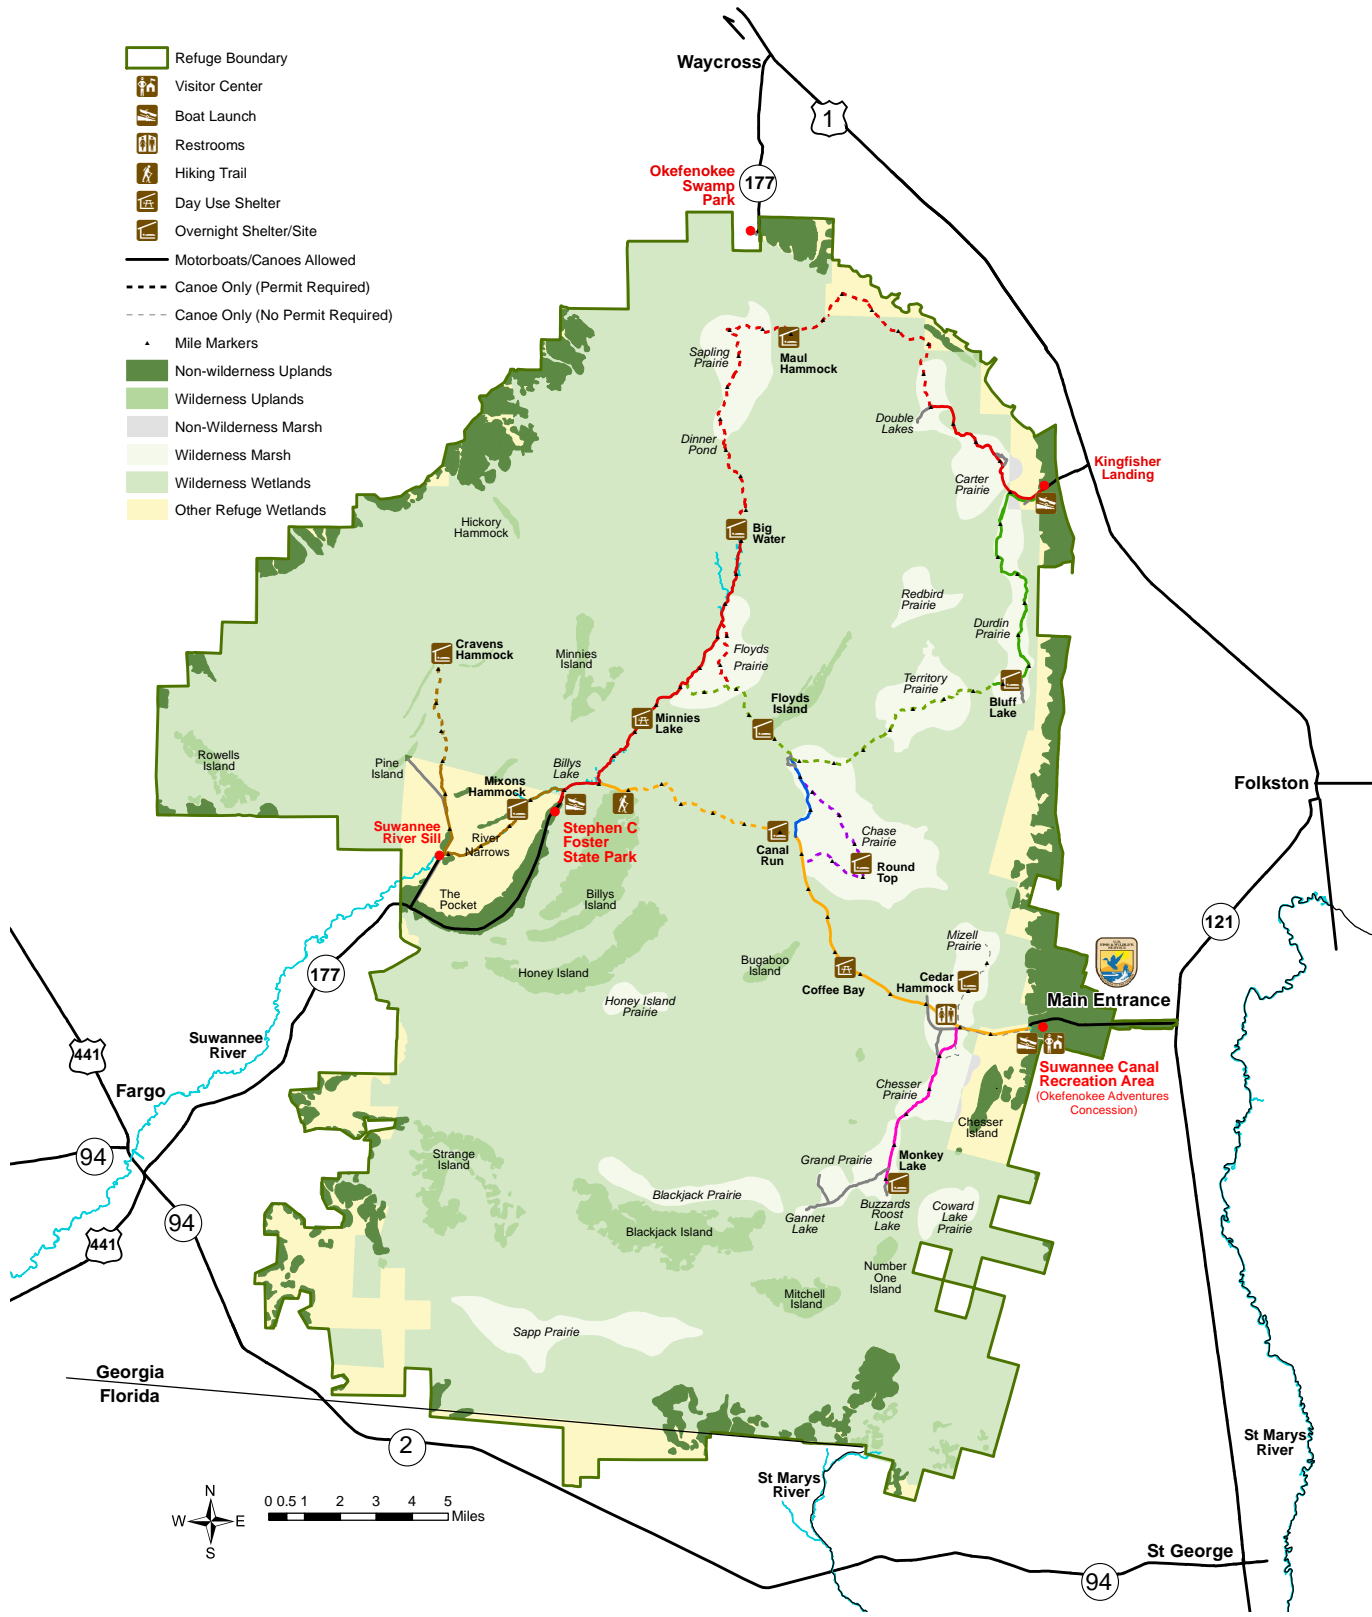 Refuge Boundary
Visitor Center
Boat Launch
Restrooms
Hiking Trail
Day Use Shelter
Overnight Shelter/Site
Motorboats/Canoes Allowed
Canoe Only (Permit Required)
Canoe Only (No Permit Required)
Mile Markers
Non-wilderness Uplands
Wilderness Uplands
Non-Wilderness Marsh
Wilderness Marsh
Wilderness Wetlands
Other Refuge Wetlands
Waycross
1
177
Okefenokee
Swamp
Park
Sapling
Prairie
Maul
Hammock
Double
Lakes
Dinner
Pond
Carter
Prairie
Kingfisher
Landing
Hickory
Hammock
Big
Water
Redbird
Prairie
Durdin
Prairie
Cravens
Hammock
Minnies
Island
Floyds
Prairie
Territory
Prairie
Bluff
Lake
Floyds
Island
Minnies
Lake
Rowells
Island
Pine
Island
Billys
Lake
Mixons
Hammock
Folkston
Suwannee
River Sill
River
Narrows
Stephen C
Foster
State Park
Canal
Run
Chase
Prairie
Round
Top
The
Pocket
Billys
Island
121
Mizell
Prairie
Bugaboo
Island
Honey Island
177
Coffee Bay
Cedar
Hammock
Honey Island
Prairie
Main Entrance
Suwannee
River
441
Fargo
Suwannee Canal
Recreation Area
(Okefenokee Adventures
Concession)
Chesser
Prairie
Chesser
Island
94
Strange
Island
Monkey
Lake
Grand Prairie
Blackjack Prairie
Gannet
Lake
Buzzards
Roost
Lake
Coward
Lake
Prairie
94
441
Blackjack Island
Number
One
Island
Mitchell
Island
Sapp Prairie
Georgia
Florida
2
St Marys
River
St Marys
River
N
W E
S
0 0.5 1 2 3 4 5
Miles
St George
94